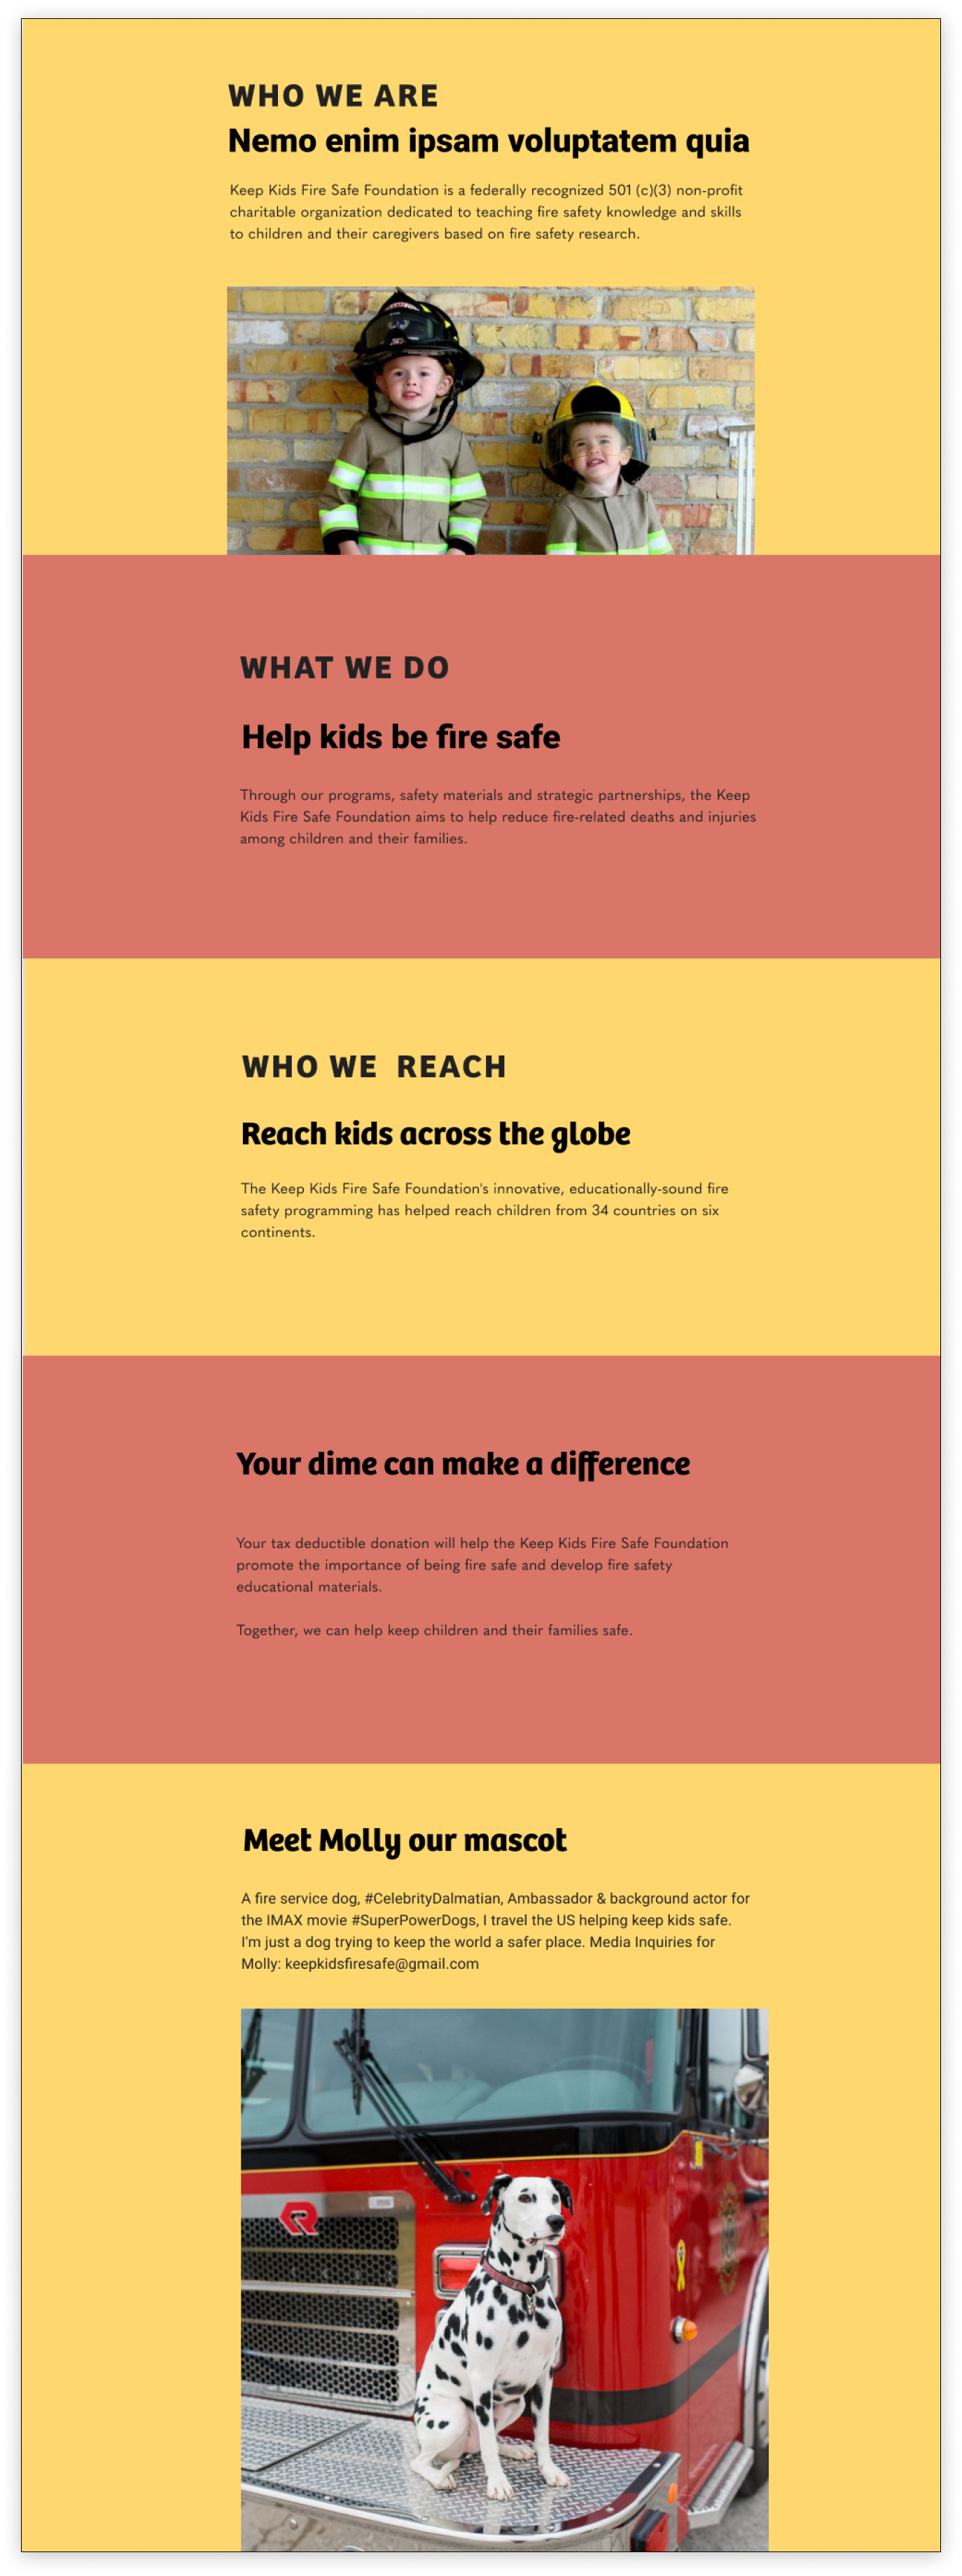 WHO WE ARE
Nemo enim ipsam voluptatem quia
Keep Kids Fire Safe Foundation is a federally recognized 501 (c)(3) non-profit
charitable organization dedicated to teaching fire safety knowledge and skills
to children and their caregivers based on fire safety research.
WHAT WE DO
Help kids be fire safe
Through our programs, safety materials and strategic partnerships, the Keep
Kids Fire Safe Foundation aims to help reduce fire-related deaths and injuries
among children and their families.
WHO WE  REACH
Reach kids across the globe
The Keep Kids Fire Safe Foundation's innovative, educationally-sound fire
safety programming has helped reach children from 34 countries on six
continents.
Your dime can make a difference
Your tax deductible donation will help the Keep Kids Fire Safe Foundation
promote the importance of being fire safe and develop fire safety
educational materials.
Together, we can help keep children and their families safe.
Meet Molly our mascot
A fire service dog, #CelebrityDalmatian, Ambassador & background actor for
the IMAX movie #SuperPowerDogs, I travel the US helping keep kids safe.
I'm just a dog trying to keep the world a safer place. Media Inquiries for
Molly: keepkidsfiresafe@gmail.com
R